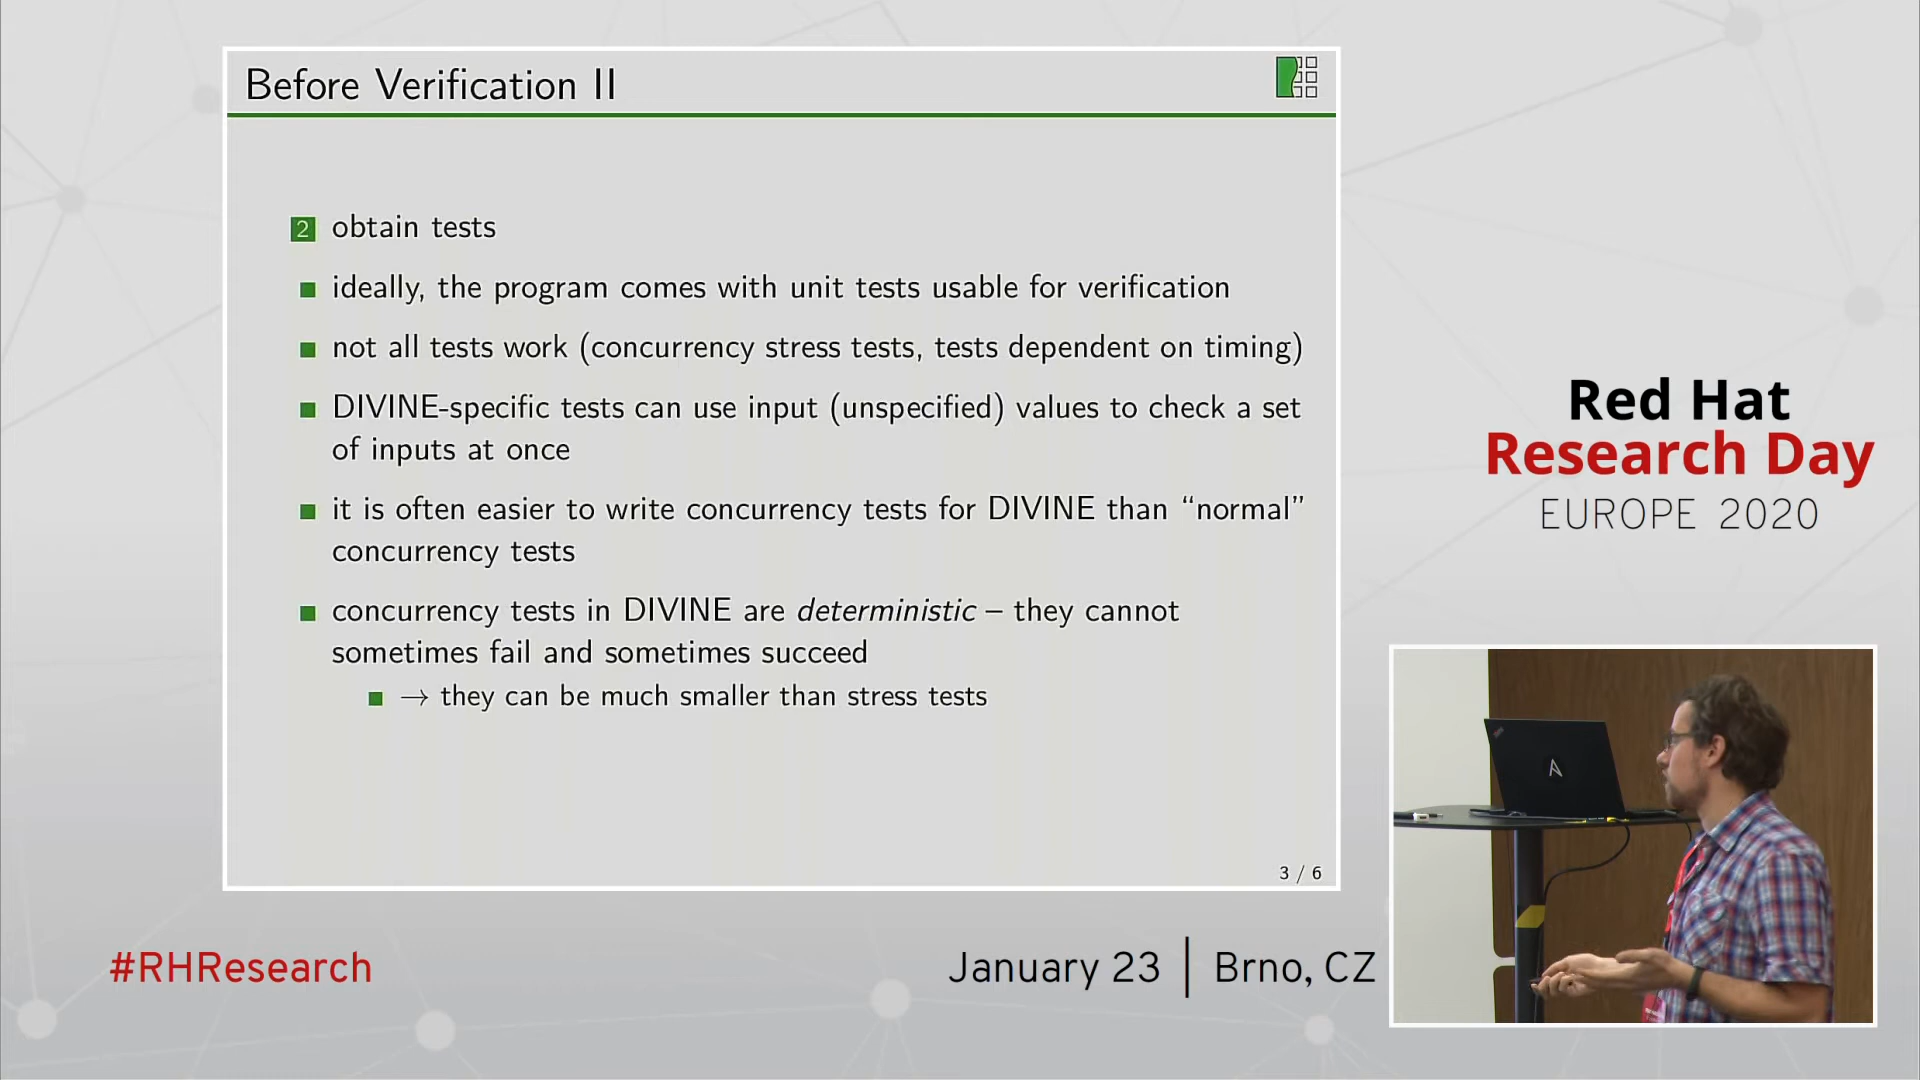 Before Verification II
2 obtain tests
ideally, the program comes with unit tests usable for verification
not all tests work (concurrency stress tests, tests dependent on timing)
DIVINE-specific tests can use input (unspecified) values to check a set
of inputs at once
it is often easier to write concurrency tests for DIVINE than “normal”
concurrency tests
concurrency tests in DIVINE are deterministic – they cannot
sometimes fail and sometimes succeed
→ they can be much smaller than stress tests
3 / 6
Red Hat
Research Day
EUROPE 2020
#RHResearch
January 23 | Brno, CZ